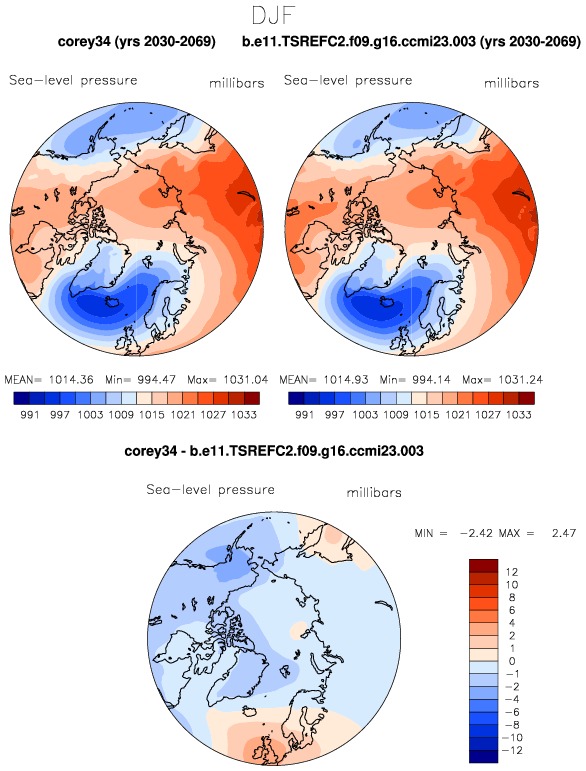 DJF
corey34 (yrs 2030-2069) b.e11.TSREFC2.f09.g16.ccmi23.003 (yrs 2030-2069)
Sea-level pressure millibars Sea-level pressure millibars
MEAN= 1014.36 Min= 994.47 Max= 1031.04 MEAN= 1014.93 Min= 994.14 Max= 1031.24
991 997 1003 1009 1015 1021 1027 1033 991 997 1003 1009 1015 1021 1027 1033
corey34 - b.e11.TSREFC2.f09.g16.ccmi23.003
Sea-level pressure millibars
MIN = -2.42 MAX = 2.47
12
10
8
6
4
2
1
0
-1
-2
-4
-6
-8
-10
-12